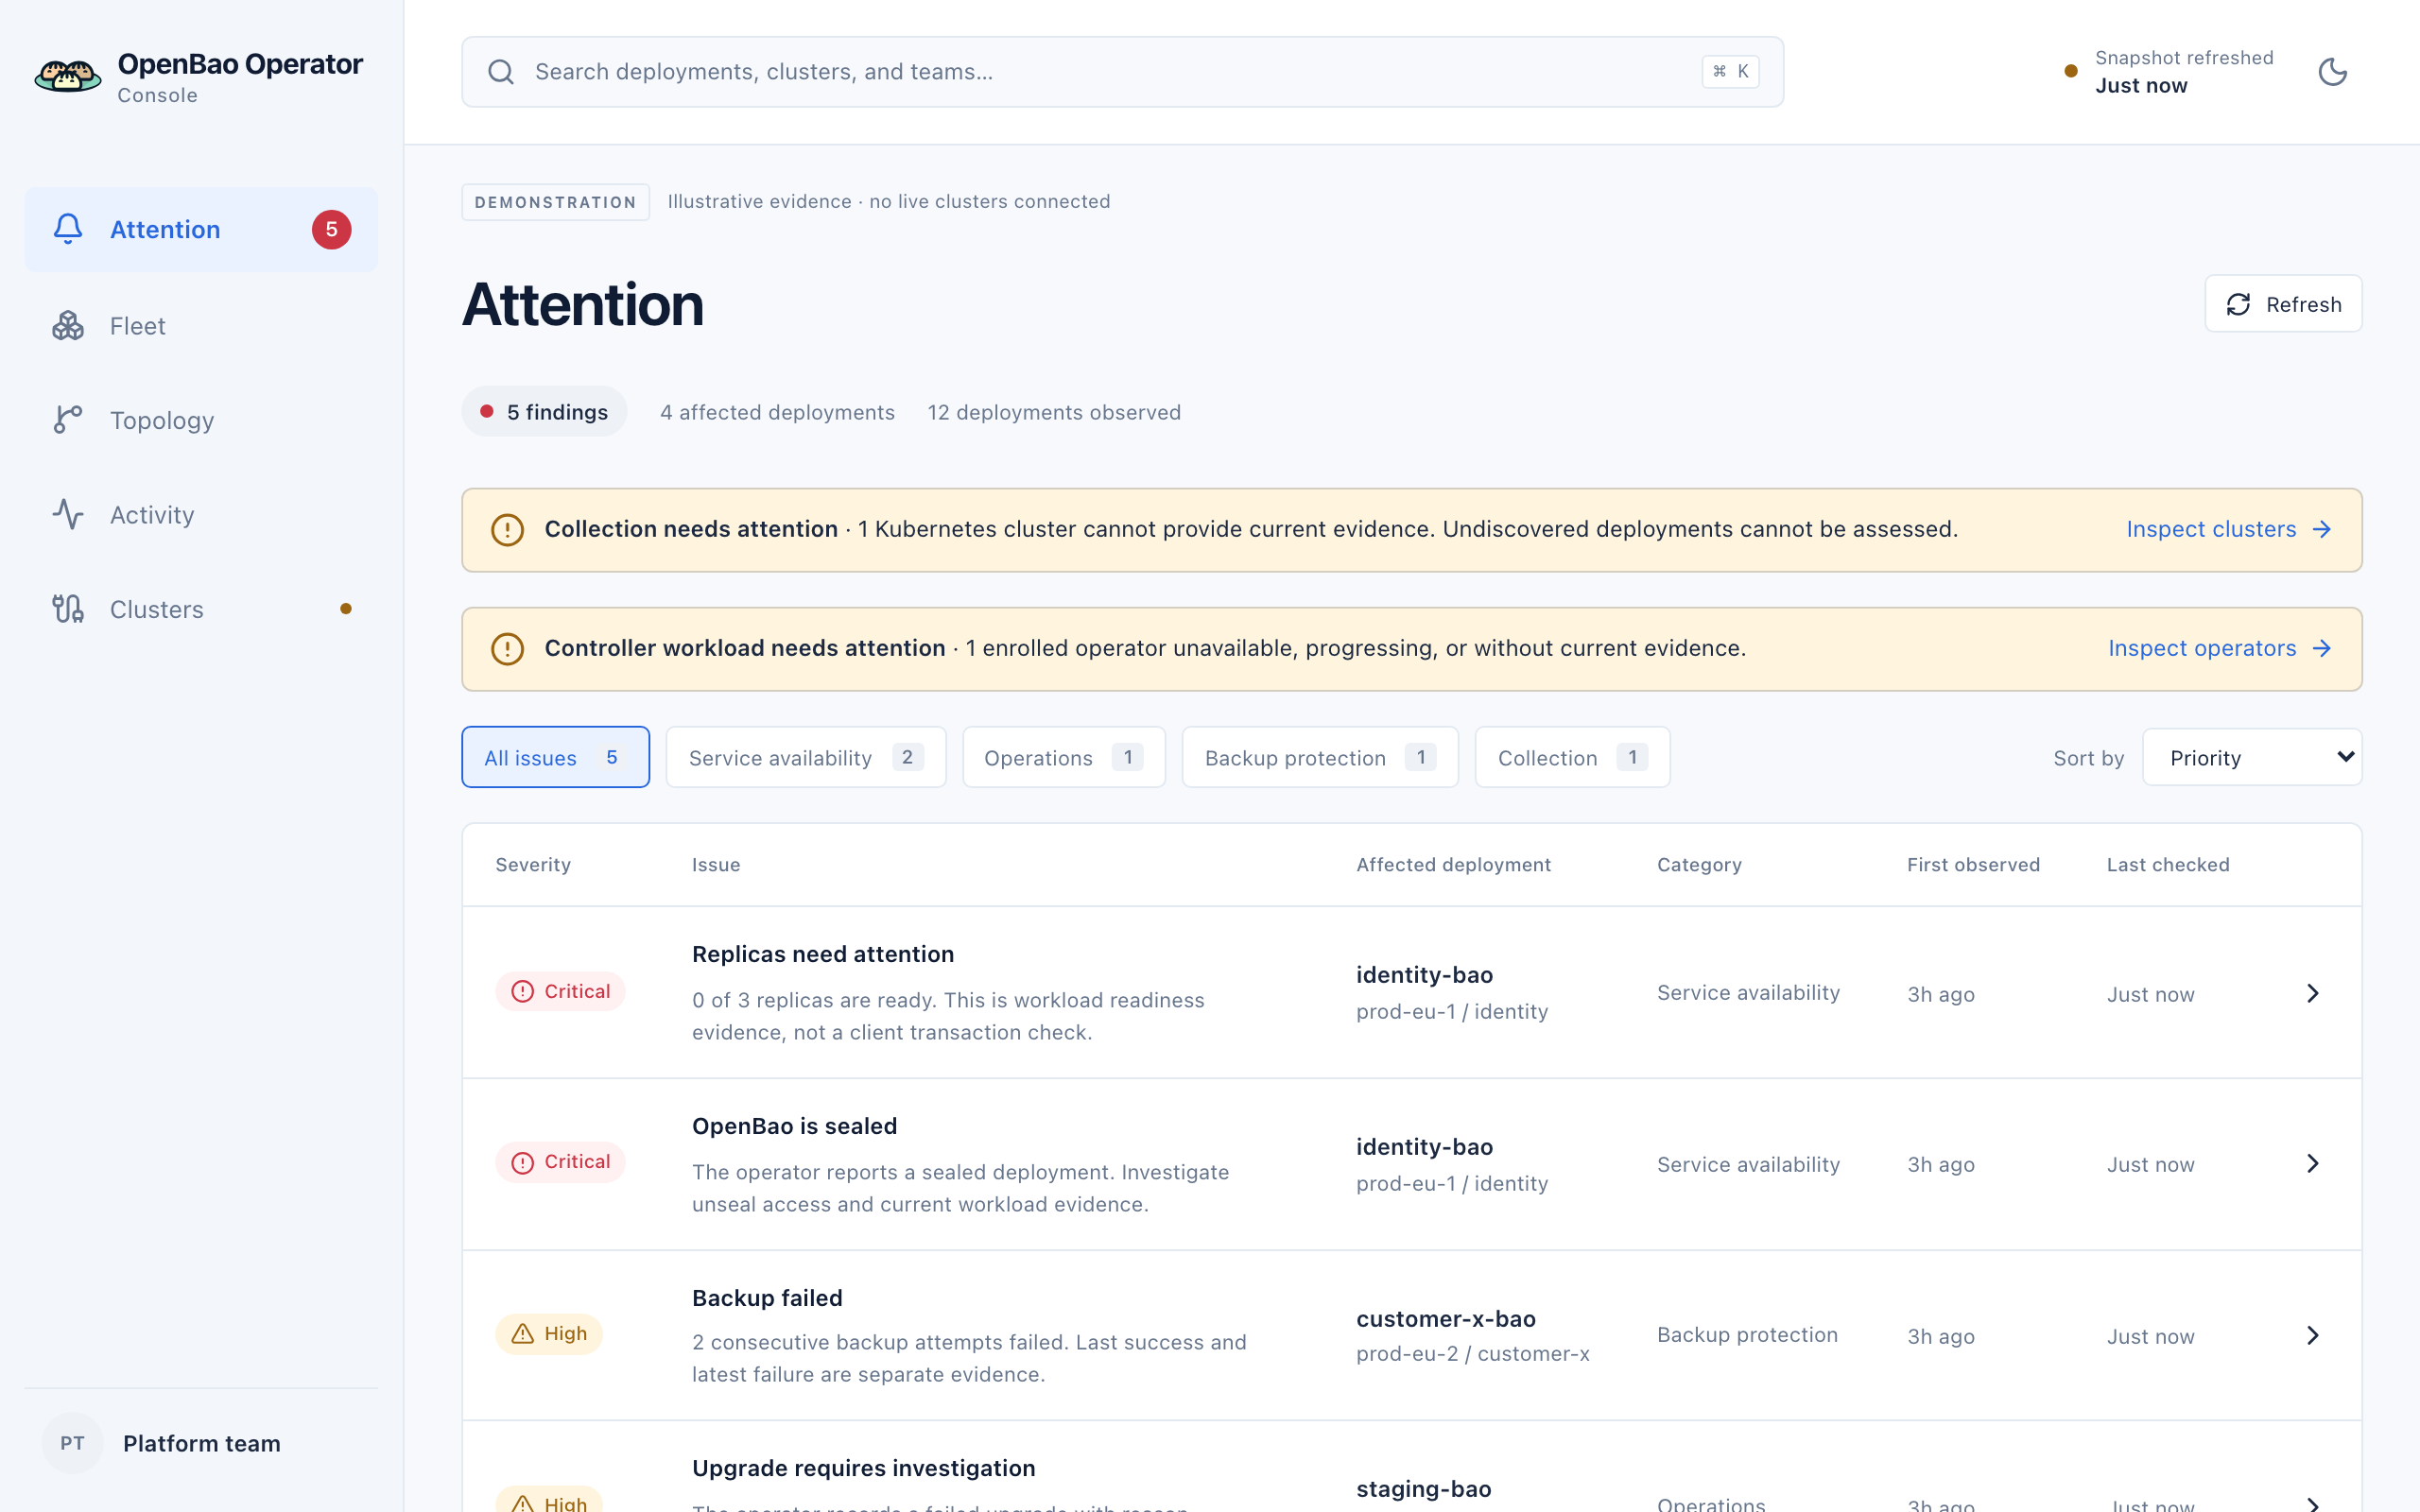 OpenBao Operator
Console
Search deployments, clusters, and teams...
⌘ K
Snapshot refreshed
Just now
Attention
5
Fleet
Topology
Activity
Clusters
PT
Platform team
DEMONSTRATION
Illustrative evidence · no live clusters connected
Attention
Refresh
5 findings
4 affected deployments
12 deployments observed
Collection needs attention · 1 Kubernetes cluster cannot provide current evidence. Undiscovered deployments cannot be assessed.
Inspect clusters →
Controller workload needs attention · 1 enrolled operator unavailable, progressing, or without current evidence.
Inspect operators →
All issues 5
Service availability 2
Operations 1
Backup protection 1
Collection 1
Sort by
Priority
Severity
Issue
Affected deployment
Category
First observed
Last checked
Critical
Replicas need attention
0 of 3 replicas are ready. This is workload readiness
evidence, not a client transaction check.
identity-bao
prod-eu-1 / identity
Service availability
3h ago
Just now
Critical
OpenBao is sealed
The operator reports a sealed deployment. Investigate
unseal access and current workload evidence.
identity-bao
prod-eu-1 / identity
Service availability
3h ago
Just now
High
Backup failed
2 consecutive backup attempts failed. Last success and
latest failure are separate evidence.
customer-x-bao
prod-eu-2 / customer-x
Backup protection
3h ago
Just now
High
Upgrade requires investigation
The operator records a failed upgrade with reason
staging-bao
Operations
3h ago
Just now